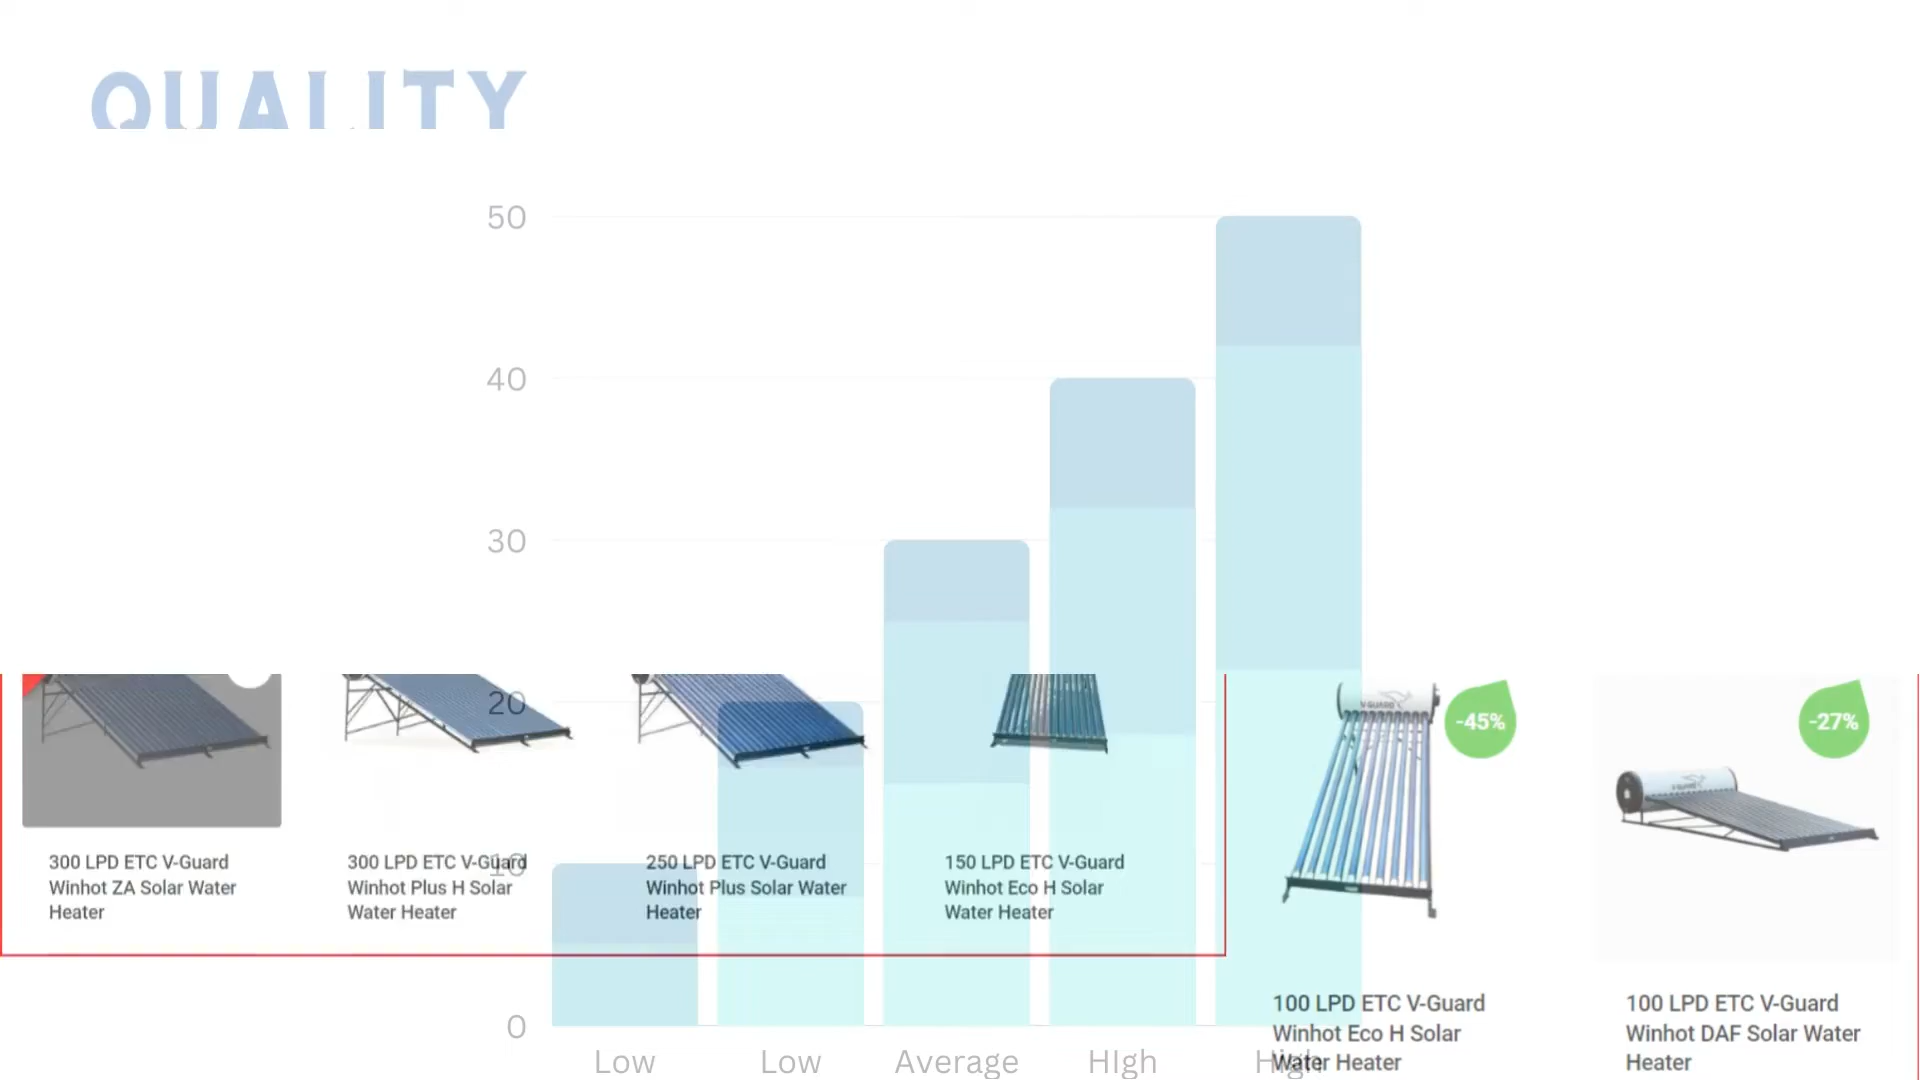 QUALITY
50
40
30
20
10
0
-45%
-27%
300 LPD ETC V-Guard
Winhot ZA Solar Water
Heater
300 LPD ETC V-Guard
Winhot Plus H Solar
Water Heater
250 LPD ETC V-Guard
Winhot Plus Solar Water
Heater
150 LPD ETC V-Guard
Winhot Eco H Solar
Water Heater
V-GUARD
100 LPD ETC V-Guard
Winhot Eco H Solar
Water Heater
V-GUARD
100 LPD ETC V-Guard
Winhot DAF Solar Water
Heater
Low
Low
Average
HIgh
High